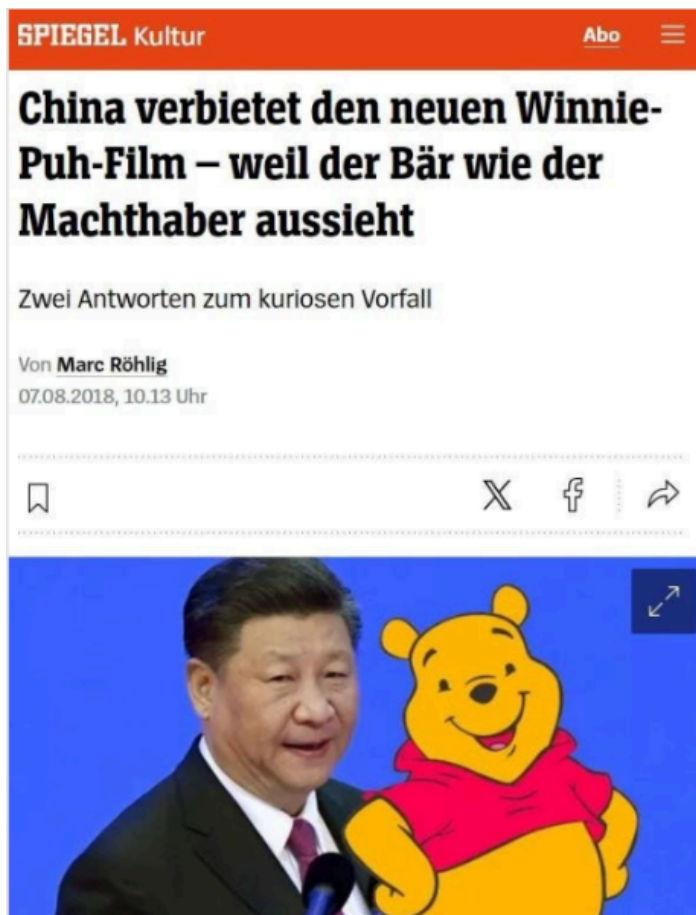 SPIEGEL Kultur Abo
China verbietet den neuen Winnie-
Puh-Film – weil der Bär wie der
Machthaber aussieht
Zwei Antworten zum kuriosen Vorfall
Von Marc Röhlig
07.08.2018, 10.13 Uhr